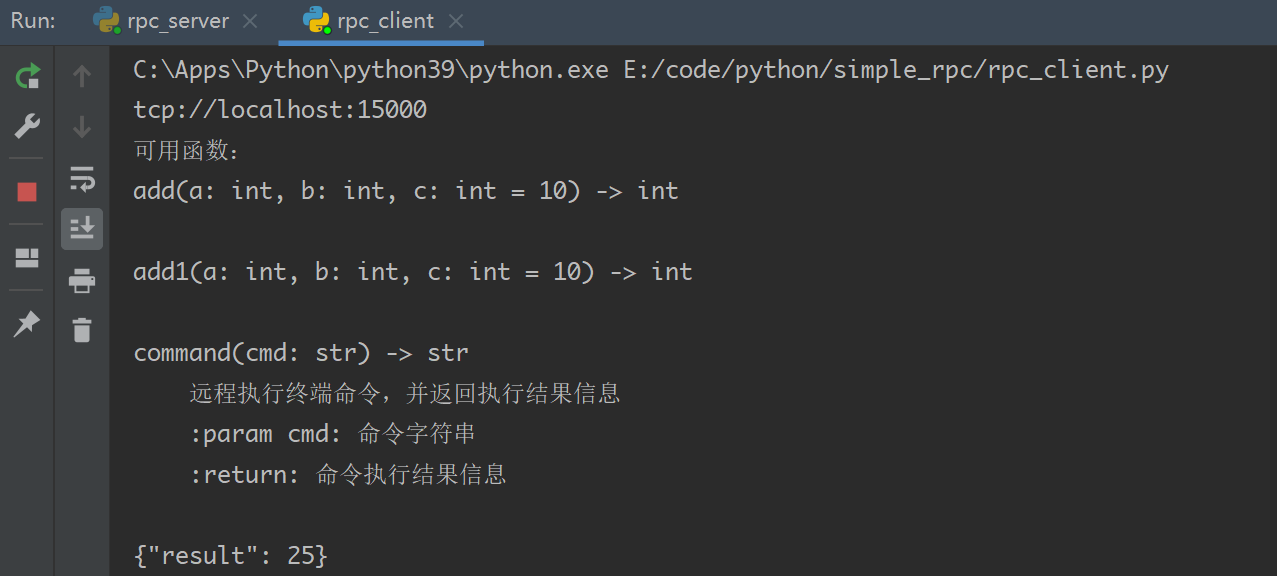 Run: rpc_server rpc_client
C:\Apps\Python\python39\python.exe E:/code/python/simple_rpc/rpc_client.py
tcp://localhost:15000
可用函数：
add(a: int, b: int, c: int = 10) -> int
add1(a: int, b: int, c: int = 10) -> int
command(cmd: str) -> str
远程执行终端命令，并返回执行结果信息
:param cmd: 命令字符串
:return: 命令执行结果信息
{"result": 25}